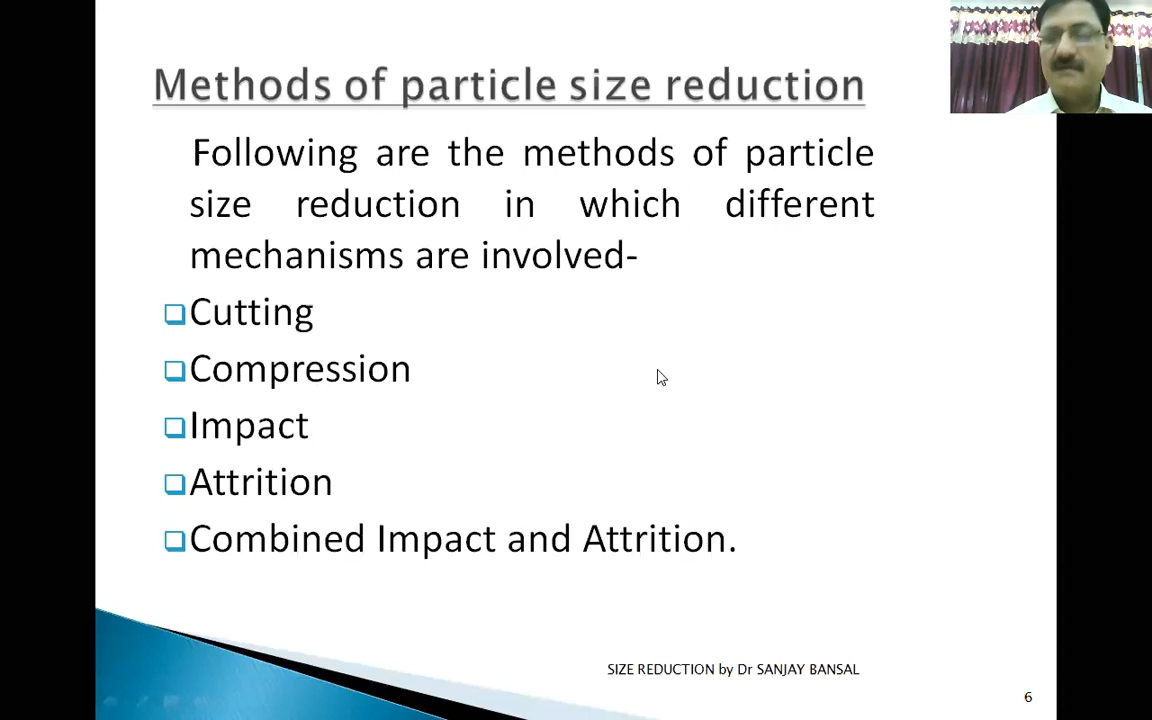 Methods of particle size reduction
Following are the methods of particle
size reduction in which different
mechanisms are involved-
Cutting
Compression
Impact
Attrition
Combined Impact and Attrition.
SIZE REDUCTION by Dr SANJAY BANSAL
6